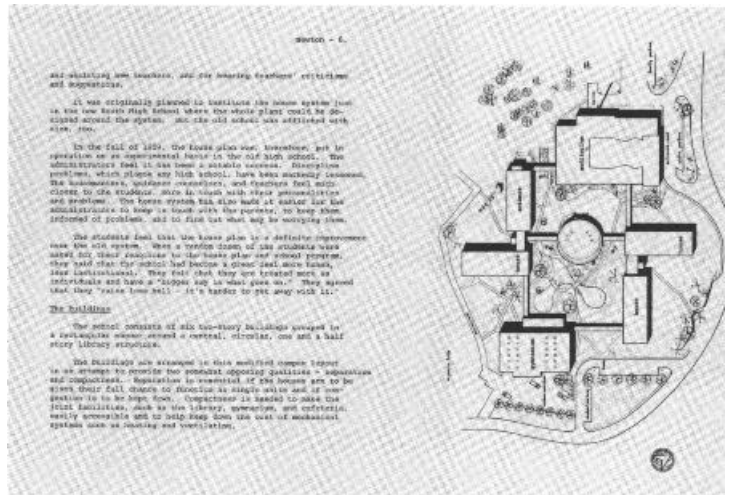 Newton - 6.
and assisting new teachers, and for hearing teachers' criticisms
and suggestions.
It was originally planned to institute the house system just
in the new South High School where the whole plant could be de-
signed around the system. But the old school was afflicted with
size, too.
In the fall of 1959, the house plan was, therefore, put in
operation on an experimental basis in the old high school. The
administrators feel it has been a notable success. Discipline
problems, which plague any high school, have been markedly lessened.
The housemasters, guidance counselors, and teachers feel much
closer to the students, more in touch with their personalities
and problems. The house system has also made it easier for the
administrators to keep in touch with the parents, to keep them
informed of problems, and to find out what may be worrying them.
The students feel that the house plan is a definite improvement
over the old system. When a random dozen of the students were
asked for their reactions to the house plan and school program,
they said that the school had become a great deal more human,
less institutional. They felt that they are treated more as
individuals and have a "bigger say in what goes on." They agreed
that they "raise less hell - it's harder to get away with it."
The Buildings
The school consists of six two-story buildings grouped in
a rectangular manner around a central, circular, one and a half
story library structure.
The buildings are arranged in this modified campus layout
in an attempt to provide two somewhat opposing qualities - separation
and compactness. Separation is essential if the houses are to be
given their full chance to function as single units and if con-
gestion is to be kept down. Compactness is needed to make the
joint facilities, such as the library, gymnasium, and cafeteria,
easily accessible and to help keep down the cost of mechanical
systems such as heating and ventilating.